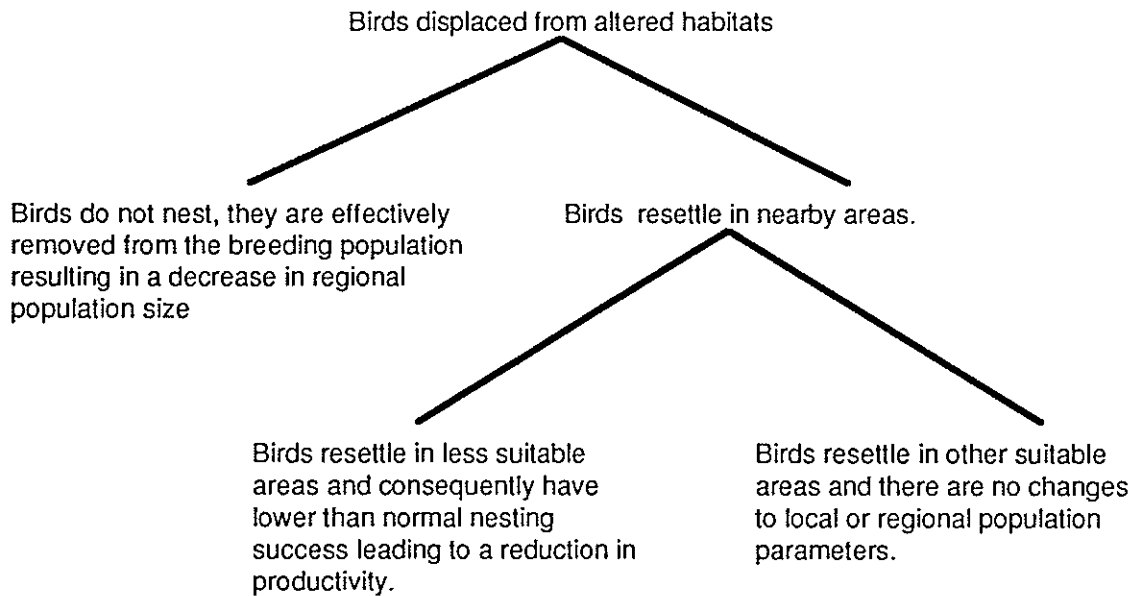 Birds displaced from altered habitats
Birds do not nest, they are effectively
removed from the breeding population
resulting in a decrease in regional
population size
Birds resettle in nearby areas.
Birds resettle in less suitable
areas and consequently have
lower than normal nesting
success leading to a reduction in
productivity.
Birds resettle in other suitable
areas and there are no changes
to local or regional population
parameters.